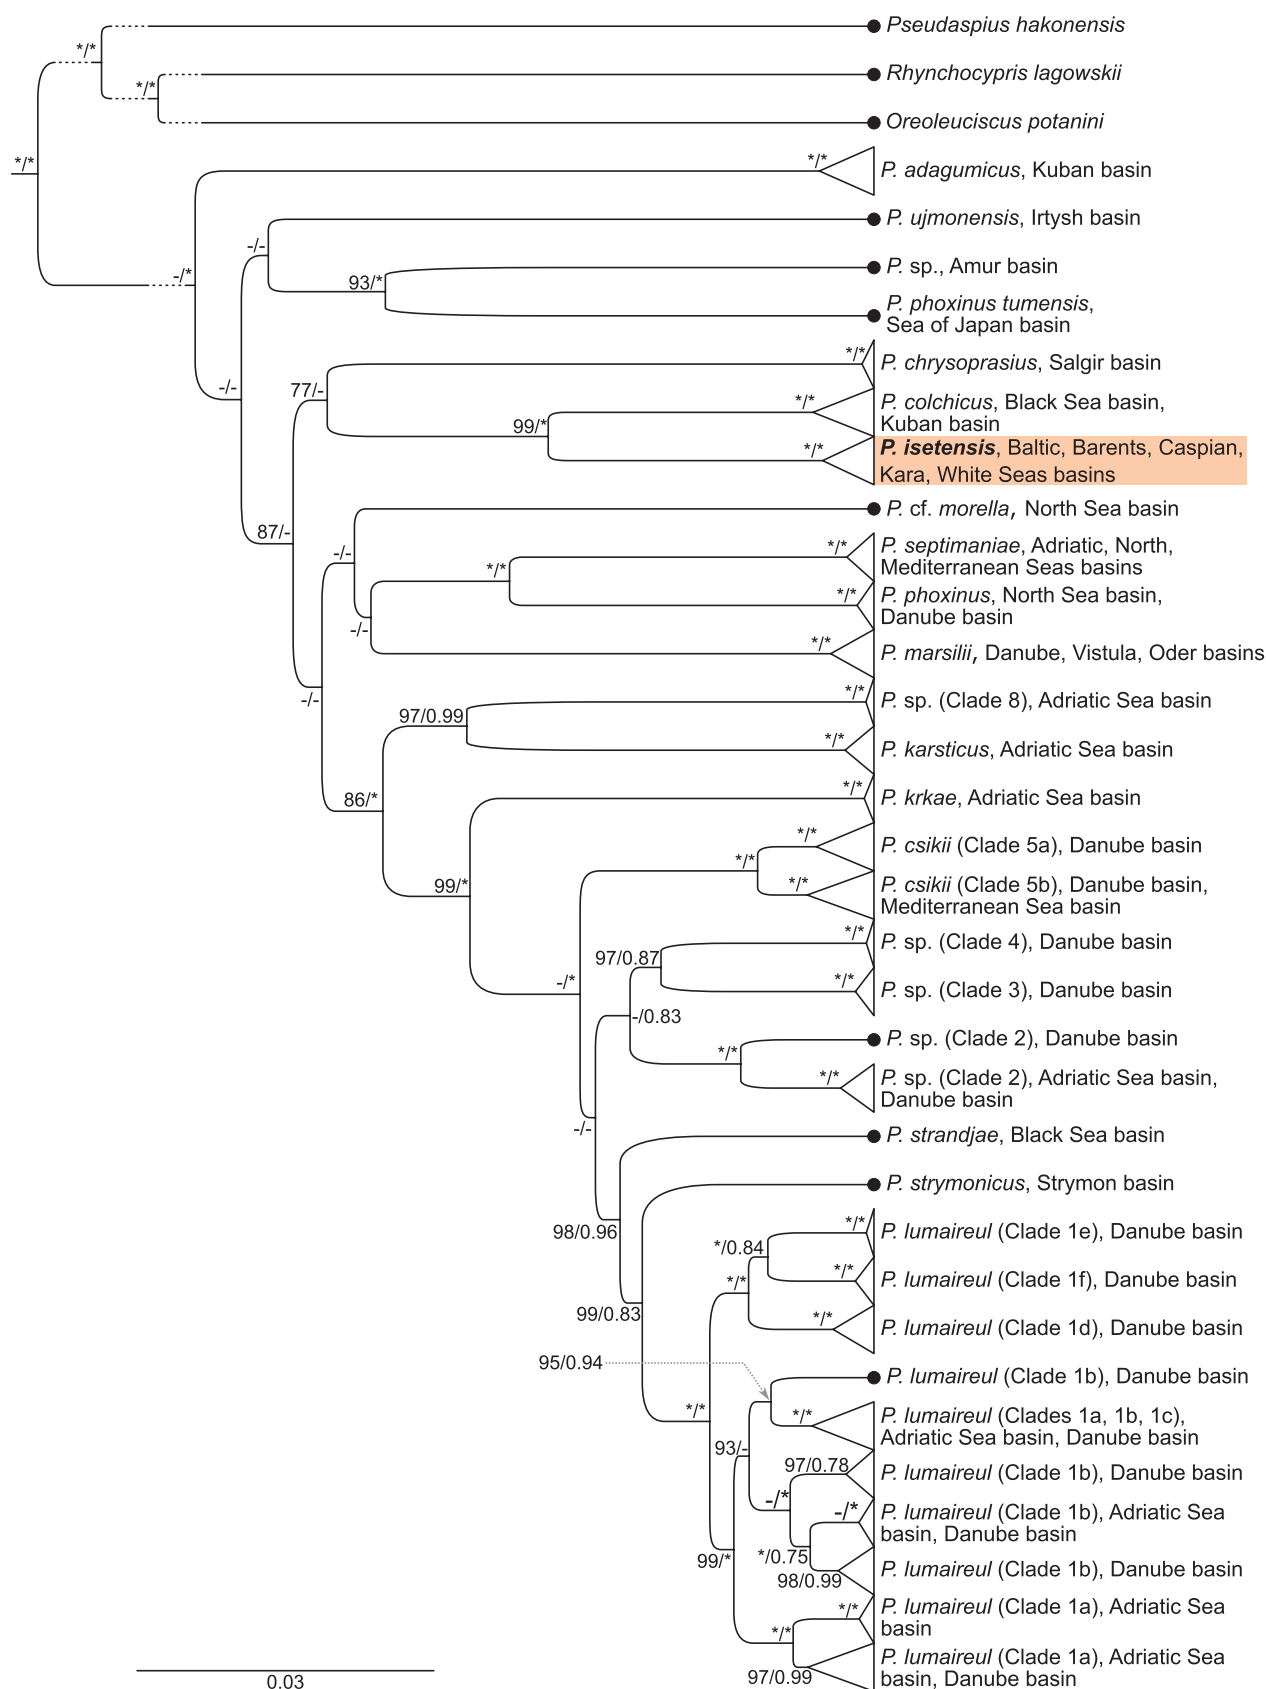 Pseudaspius hakonensis
*/*
Rhynchocypris lagowskii
*/*
Oreoleuciscus potanini
*/*
*/*
P. adagumicus, Kuban basin
P. ujmonensis, Irtysh basin
-/-
-/*
P. sp., Amur basin
93/*
P. phoxinus tumensis,
Sea of Japan basin
*/*
P. chrysoprasius, Salgir basin
-/-
77/-
*/*
P. colchicus, Black Sea basin,
Kuban basin
99/*
*/*
P. isetensis, Baltic, Barents, Caspian,
Kara, White Seas basins
P. cf. morella, North Sea basin
87/-
-/-
*/*
P. septimaniae, Adriatic, North,
Mediterranean Seas basins
*/*
*/*
P. phoxinus, North Sea basin,
Danube basin
-/-
*/*
P. marsilii, Danube, Vistula, Oder basins
-/-
*/*
P. sp. (Clade 8), Adriatic Sea basin
97/0.99
*/*
P. karsticus, Adriatic Sea basin
86/*
*/*
P. krkae, Adriatic Sea basin
*/*
P. csikii (Clade 5a), Danube basin
*/*
99/*
*/*
P. csikii (Clade 5b), Danube basin,
Mediterranean Sea basin
*/*
P. sp. (Clade 4), Danube basin
97/0.87
-/*
*/*
P. sp. (Clade 3), Danube basin
-/0.83
P. sp. (Clade 2), Danube basin
*/*
*/*
P. sp. (Clade 2), Adriatic Sea basin,
Danube basin
-/-
P. strandjae, Black Sea basin
P. strymonicus, Strymon basin
98/0.96
*/*
P. lumaireul (Clade 1e), Danube basin
*/0.84
*/*
*/*
P. lumaireul (Clade 1f), Danube basin
99/0.83
*/*
P. lumaireul (Clade 1d), Danube basin
95/0.94
P. lumaireul (Clade 1b), Danube basin
*/*
*/*
P. lumaireul (Clades 1a, 1b, 1c),
Adriatic Sea basin, Danube basin
93/-
97/0.78
P. lumaireul (Clade 1b), Danube basin
-/*
-/*
P. lumaireul (Clade 1b), Adriatic Sea
basin, Danube basin
99/*
*/0.75
98/0.99
P. lumaireul (Clade 1b), Danube basin
*/*
P. lumaireul (Clade 1a), Adriatic Sea
basin
*/*
97/0.99
P. lumaireul (Clade 1a), Adriatic Sea
basin, Danube basin
0.03